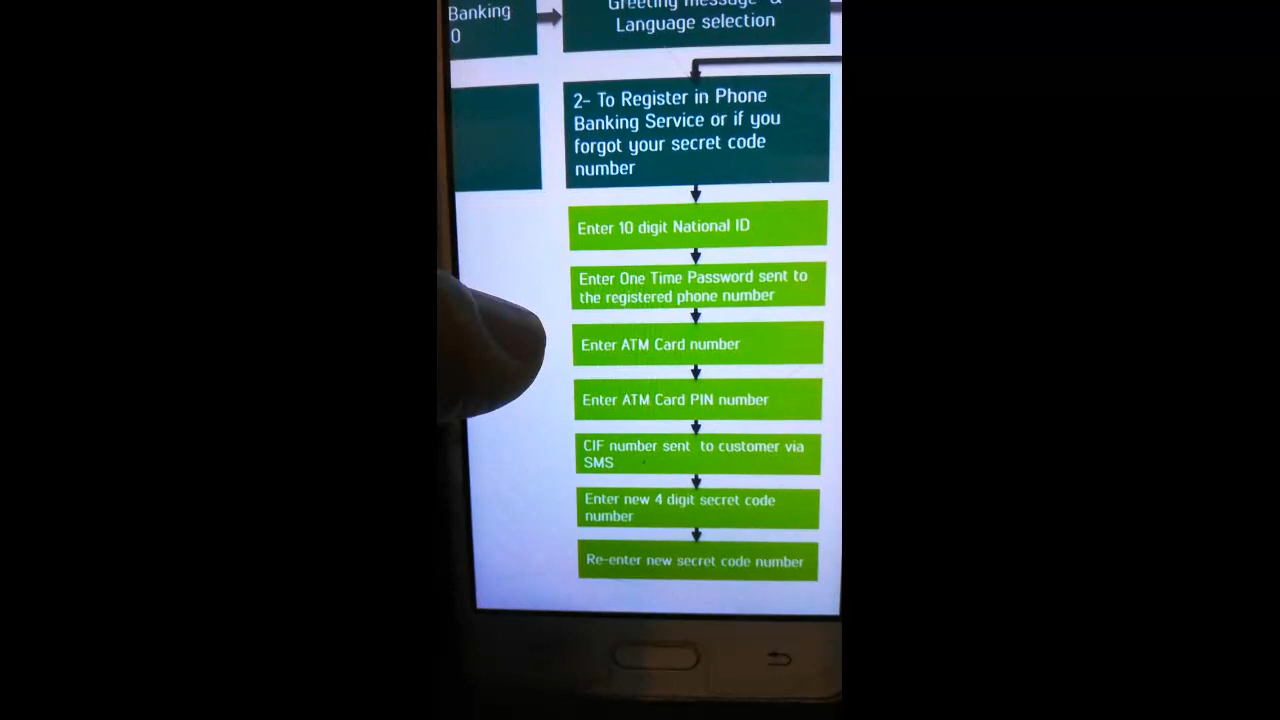 Banking
0
Greeting message &
Language selection
2- To Register in Phone
Banking Service or if you
forgot your secret code
number
Enter 10 digit National ID
Enter One Time Password sent to
the registered phone number
Enter ATM Card number
Enter ATM Card PIN number
CIF number sent to customer via
SMS
Enter new 4 digit secret code
number
Re-enter new secret code number